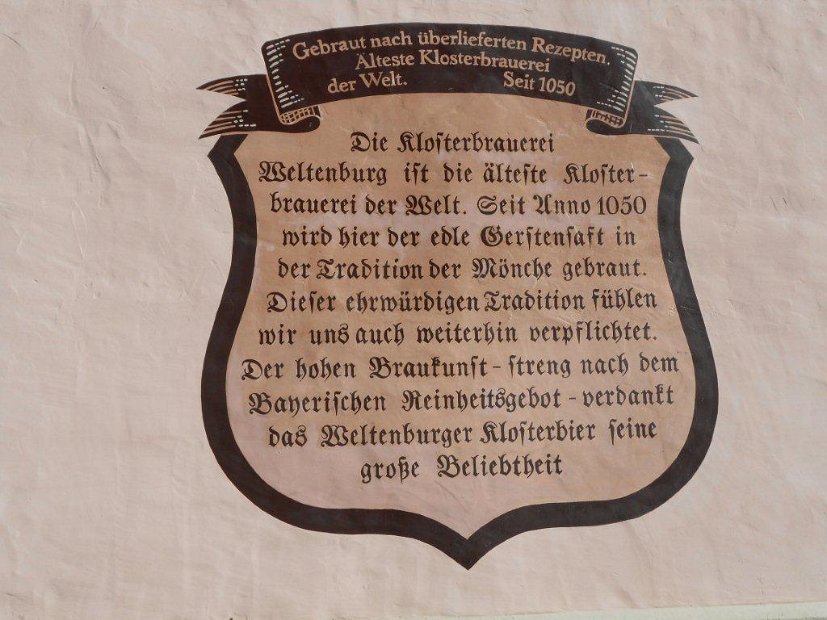 Gebraut nach überlieferten Rezepten.
Älteste Klosterbrauerei
der Welt. Seit 1050
Die Kloſterbrauerei
Weltenburg iſt die älteſte Kloſter-
brauerei der Welt. Seit Anno 1050
wird hier der edle Gerſtenſaft in
der Tradition der Mönche gebraut.
Dieſer ehrwürdigen Tradition fühlen
wir uns auch weiterhin verpflichtet.
Der hohen Braukunſt - ſtreng nach dem
Bayeriſchen Reinheitsgebot - verdankt
das Weltenburger Kloſterbier ſeine
große Beliebtheit